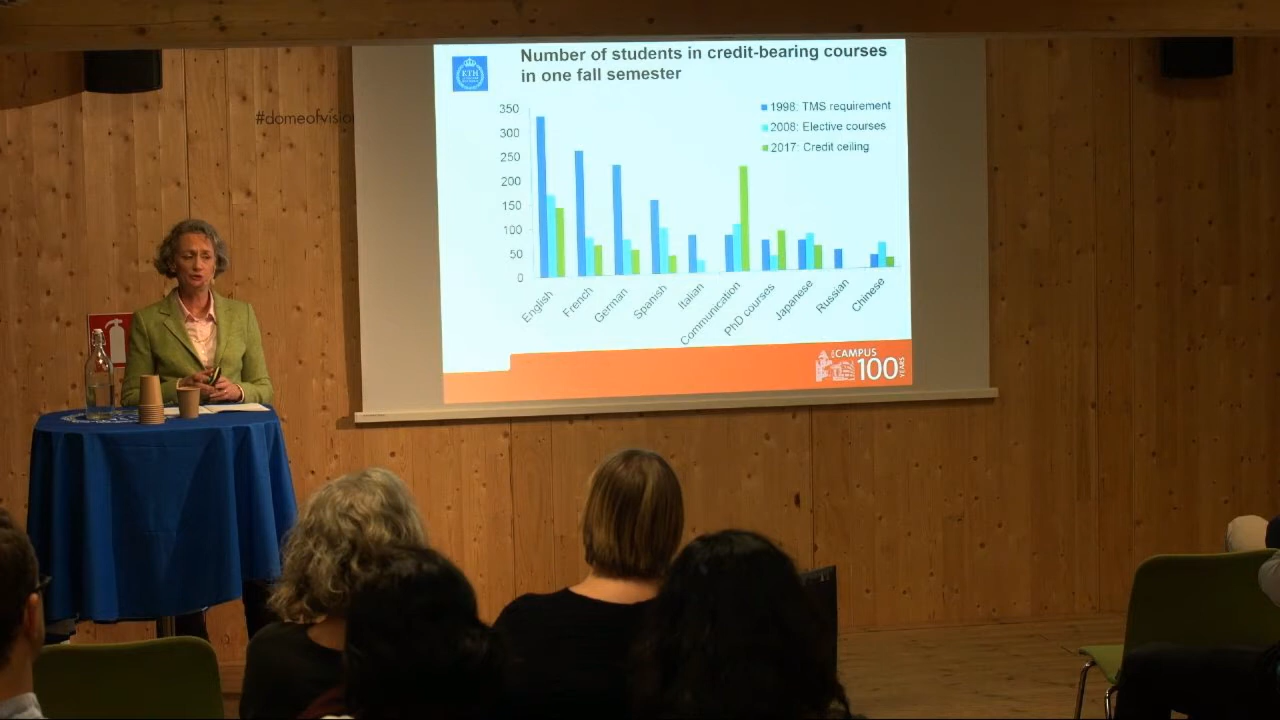 Number of students in credit-bearing courses
in one fall semester
KTH
#domeofvision
350
300
250
200
150
100
50
0
1998: TMS requirement
2008: Elective courses
2017: Credit ceiling
English
French
German
Spanish
Italian
Communication
PhD courses
Japanese
Russian
Chinese
CAMPUS
100
YEARS